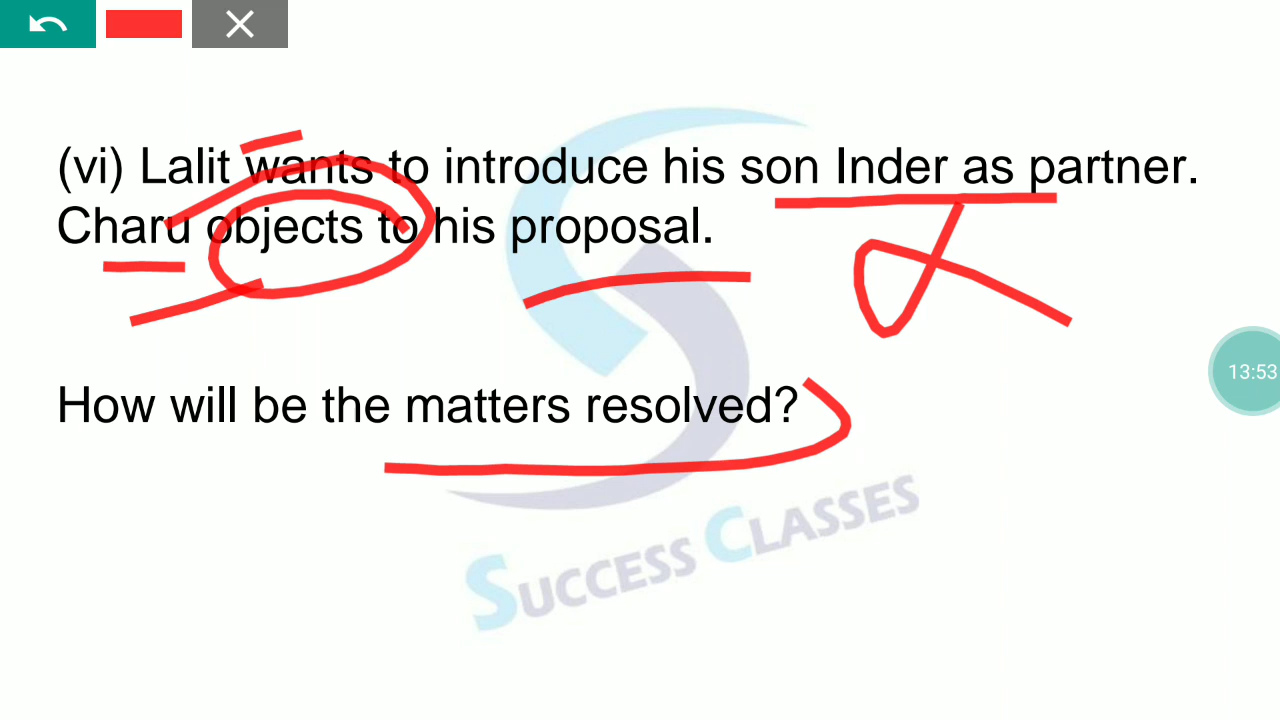 (vi) Lalit wants to introduce his son Inder as partner.
Charu objects to his proposal.
13:53
How will be the matters resolved?
SUCCESS CLASSES